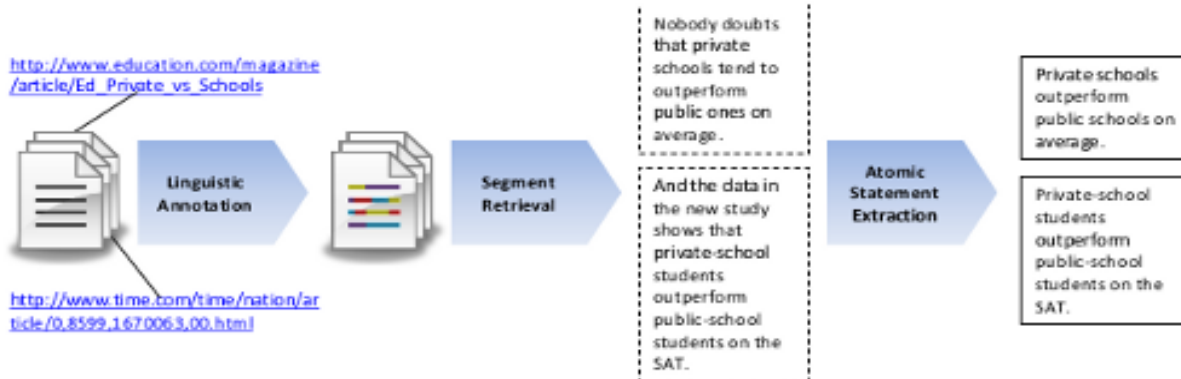 http://www.education.com/magazine
/article/Ed_Private_vs_Schools
http://www.time.com/time/nation/ar
ticle/0,8599,1670063,00.html
Linguistic
Annotation
Segment
Retrieval
Nobody doubts
that private
schools tend to
outperform
public ones on
average.
And the data in
the new study
shows that
private-school
students
outperform
public-school
students on the
SAT.
Atomic
Statement
Extraction
Private schools
outperform
public schools on
average.
Private-school
students
outperform
public-school
students on the
SAT.